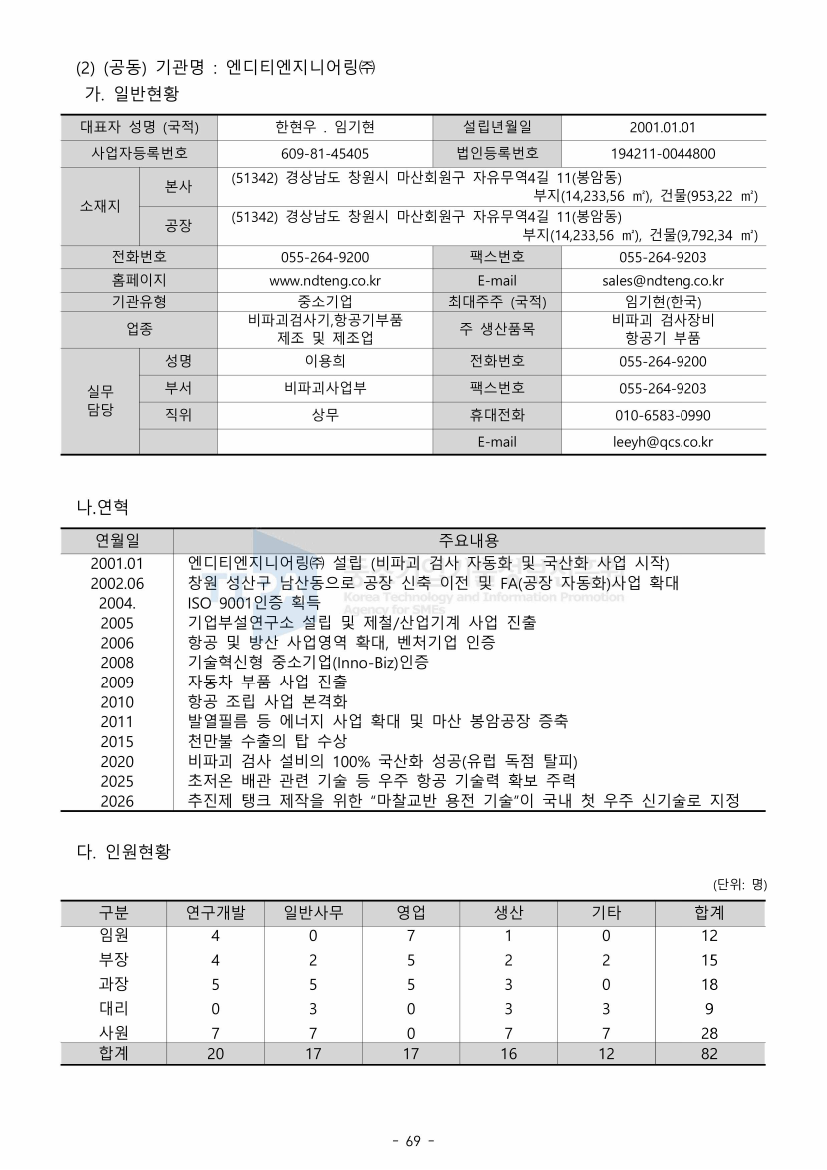 (2) (공동) 기관명 : 엔디티엔지니어링㈜
가. 일반현황
대표자 성명 (국적) 한현우 . 임기현 설립년월일 2001.01.01
사업자등록번호 609-81-45405 법인등록번호 194211-0044800
소재지
본사
(51342) 경상남도 창원시 마산회원구 자유무역4길 11(봉암동)
부지(14,233,56 ㎡), 건물(953,22 ㎡)
공장
(51342) 경상남도 창원시 마산회원구 자유무역4길 11(봉암동)
부지(14,233,56 ㎡), 건물(9,792,34 ㎡)
전화번호 055-264-9200 팩스번호 055-264-9203
홈페이지 www.ndteng.co.kr E-mail sales@ndteng.co.kr
기관유형 중소기업 최대주주 (국적) 임기현(한국)
업종 비파괴검사기,항공기부품 주 생산품목 비파괴 검사장비
제조 및 제조업 항공기 부품
실무
담당
성명 이용희 전화번호 055-264-9200
부서 비파괴사업부 팩스번호 055-264-9203
직위 상무 휴대전화 010-6583-0990
E-mail leeyh@qcs.co.kr
나.연혁
연월일 주요내용
2001.01 엔디티엔지니어링㈜ 설립 (비파괴 검사 자동화 및 국산화 사업 시작)
2002.06 창원 성산구 남산동으로 공장 신축 이전 및 FA(공장 자동화)사업 확대
2004. ISO 9001인증 획득
2005 기업부설연구소 설립 및 제철/산업기계 사업 진출
2006 항공 및 방산 사업영역 확대, 벤처기업 인증
2008 기술혁신형 중소기업(Inno-Biz)인증
2009 자동차 부품 사업 진출
2010 항공 조립 사업 본격화
2011 발열필름 등 에너지 사업 확대 및 마산 봉암공장 증축
2015 천만불 수출의 탑 수상
2020 비파괴 검사 설비의 100% 국산화 성공(유럽 독점 탈피)
2025 초저온 배관 관련 기술 등 우주 항공 기술력 확보 주력
2026 추진제 탱크 제작을 위한 “마찰교반 용전 기술”이 국내 첫 우주 신기술로 지정
Korea Technology and Information Promotion
Agency for SMEs
다. 인원현황
(단위: 명)
구분 연구개발 일반사무 영업 생산 기타 합계
임원 4 0 7 1 0 12
부장 4 2 5 2 2 15
과장 5 5 5 3 0 18
대리 0 3 0 3 3 9
사원 7 7 0 7 7 28
합계 20 17 17 16 12 82
- 69 -